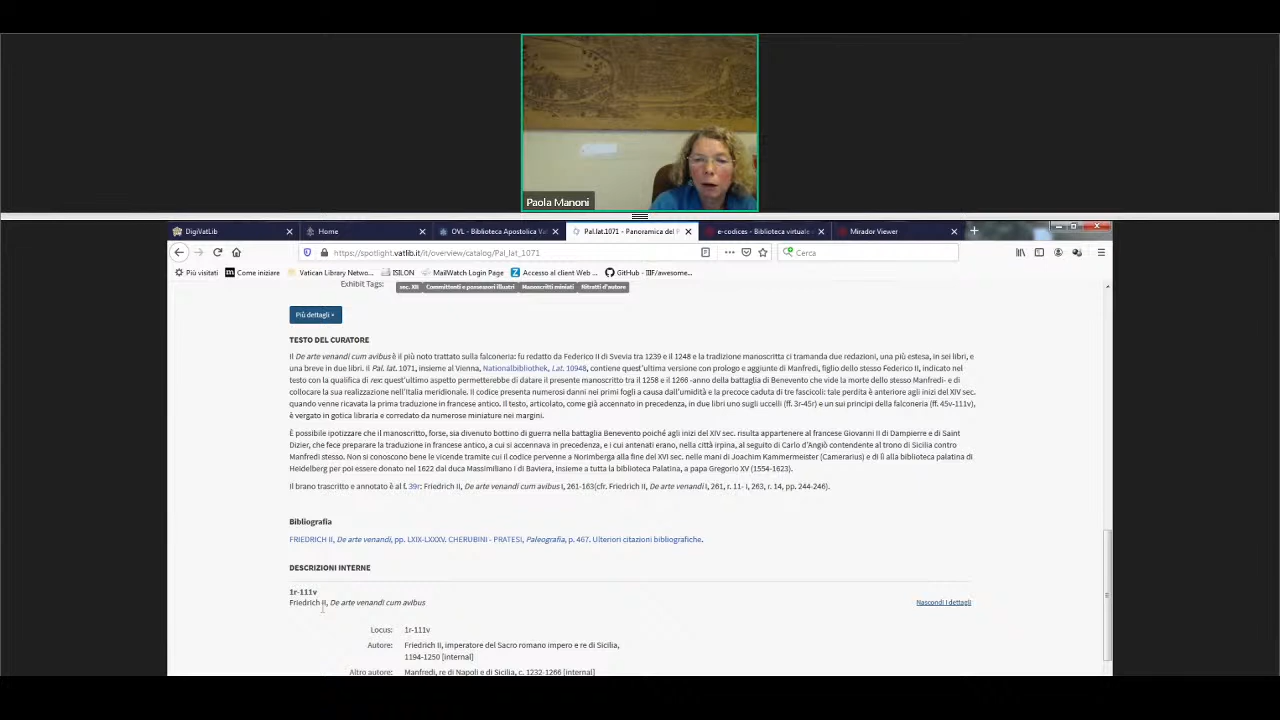 Paola Manoni
DigiVatLib
Home
OVL - Biblioteca Apostolica Vat
Pal.lat.1071 - Panoramica del F
e-codices - Biblioteca virtuale
Mirador Viewer
https://spotlight.vatlib.it/it/overview/catalog/Pal_lat_1071
Cerca
Più visitati
Come iniziare
Vatican Library Netwo...
ISILON
MailWatch Login Page
Accesso al client Web ...
GitHub - IIIF/awesome...
Exhibit Tags:
sec. XII
Committenti e possessori illustri
Manoscritti miniati
Ritratti d'autore
Più dettagli
TESTO DEL CURATORE
Il De arte venandi cum avibus è il più noto trattato sulla falconeria: fu redatto da Federico II di Svevia tra 1239 e il 1248 e la tradizione manoscritta ci tramanda due redazioni, una più estesa, in sei libri, e
una breve in due libri. Il Pal. lat. 1071, insieme al Vienna, Nationalbibliothek, Lat. 10948, contiene quest'ultima versione con prologo e aggiunte di Manfredi, figlio dello stesso Federico II, indicato nel
testo con la qualifica di rex: quest'ultimo aspetto permetterebbe di datare il presente manoscritto tra il 1258 e il 1266 -anno della battaglia di Benevento che vide la morte dello stesso Manfredi- e di
collocare la sua realizzazione nell'Italia meridionale. Il codice presenta numerosi danni nei primi fogli a causa dall'umidità e la precoce caduta di tre fascicoli: tale perdita è anteriore agli inizi del XIV sec.
quando venne ricavata la prima traduzione in francese antico. Il testo, articolato, come già accennato in precedenza, in due libri uno sugli uccelli (ff. 3r-45r) e un sui principi della falconeria (ff. 45v-111v),
è vergato in gotica libraria e corredato da numerose miniature nei margini.
È possibile ipotizzare che il manoscritto, forse, sia divenuto bottino di guerra nella battaglia Benevento poiché agli inizi del XIV sec. risulta appartenere al francese Giovanni II di Dampierre e di Saint
Dizier, che fece preparare la traduzione in francese antico, a cui si accennava in precedenza, e i cui antenati erano, nella città irpina, al seguito di Carlo d'Angiò contendente al trono di Sicilia contro
Manfredi stesso. Non si conoscono bene le vicende tramite cui il codice pervenne a Norimberga alla fine del XVI sec. nelle mani di Joachim Kammermeister (Camerarius) e di lì alla biblioteca palatina di
Heidelberg per poi essere donato nel 1622 dal duca Massimiliano I di Baviera, insieme a tutta la biblioteca Palatina, a papa Gregorio XV (1554-1623).
Il brano trascritto e annotato è al f. 39r: Friedrich II, De arte venandi cum avibus I, 261-163(cfr. Friedrich II, De arte venandi I, 261, r. 11- I, 263, r. 14, pp. 244-246).
Bibliografia
FRIEDRICH II, De arte venandi, pp. LXIX-LXXXV. CHERUBINI - PRATESI, Paleografia, p. 467. Ulteriori citazioni bibliografiche.
DESCRIZIONI INTERNE
1r-111v
Friedrich II, De arte venandi cum avibus
Nascondi i dettagli
Locus: 1r-111v
Autore: Friedrich II, imperatore del Sacro romano impero e re di Sicilia,
1194-1250 [internal]
Altro autore: Manfredi, re di Napoli e di Sicilia, c. 1232-1266 [internal]